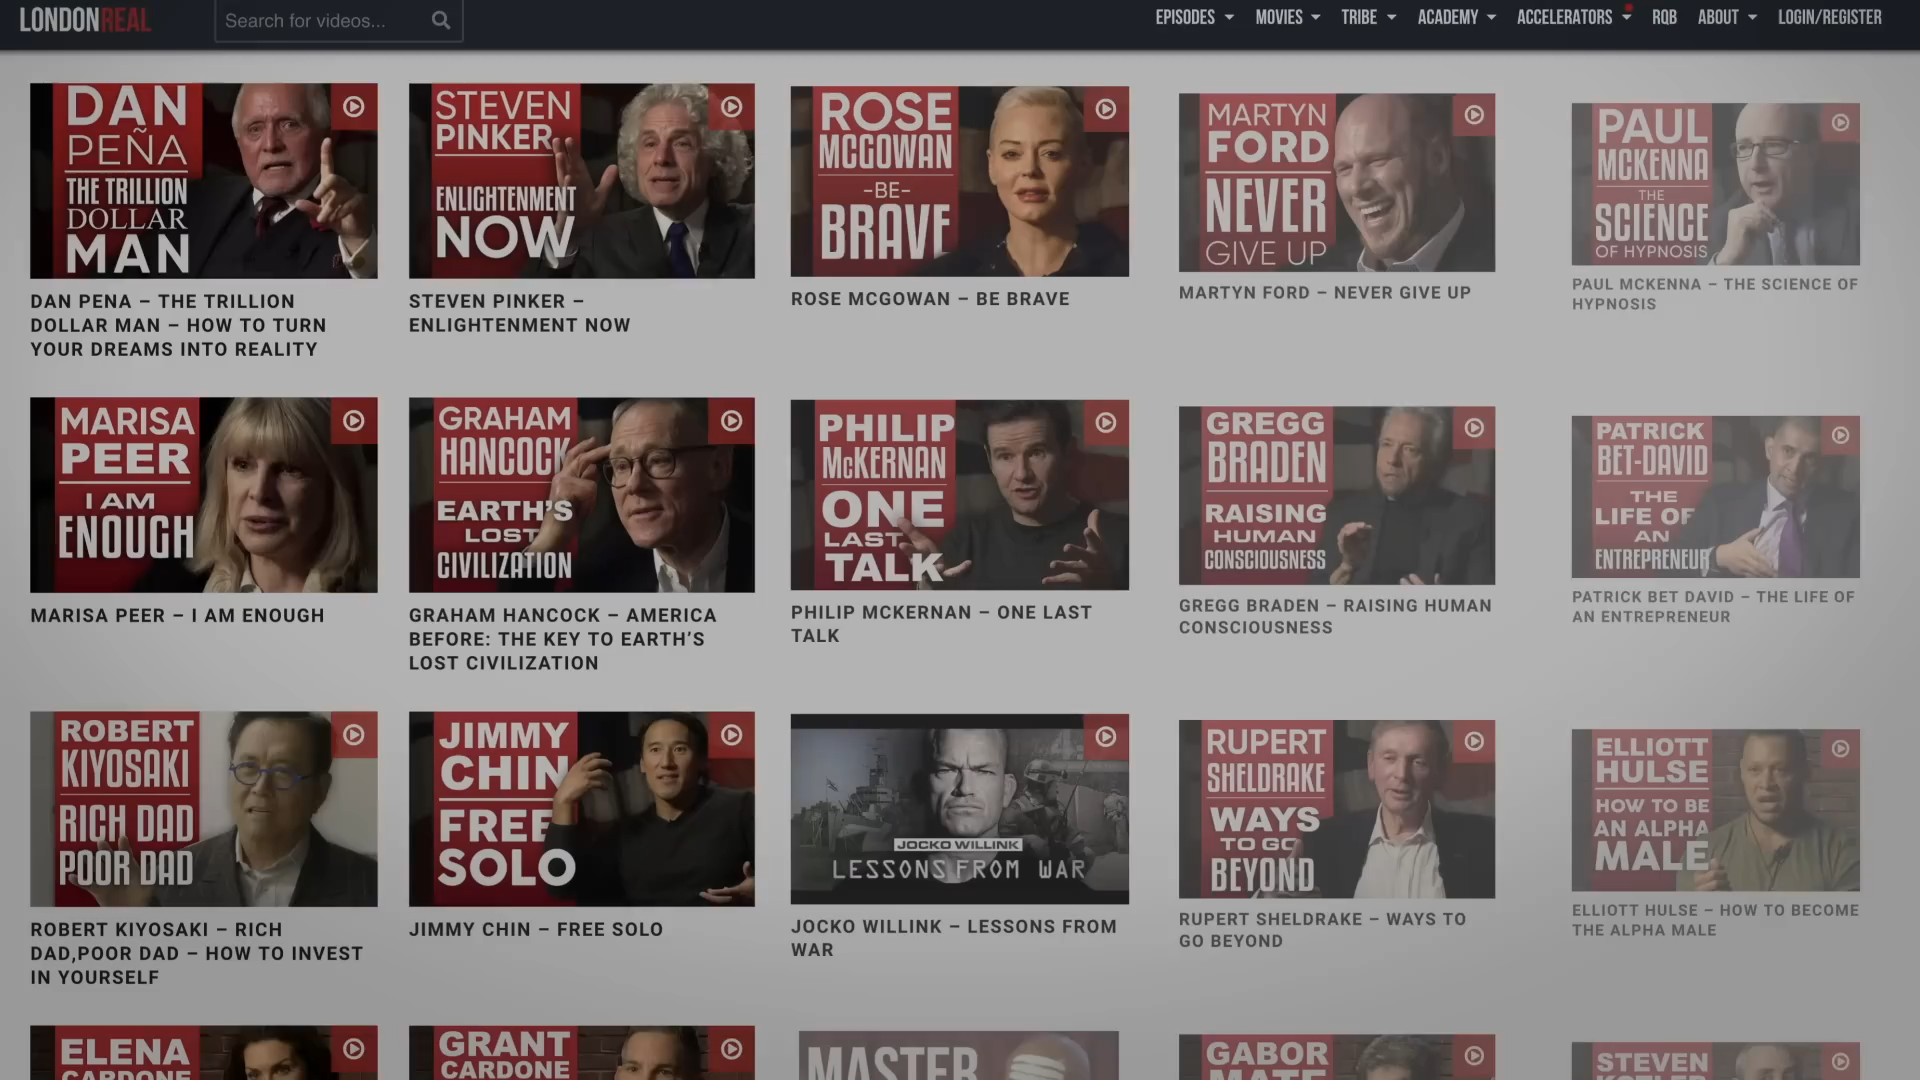 LONDONREAL
Search for videos...
EPISODES
MOVIES
TRIBE
ACADEMY
ACCELERATORS
RQB
ABOUT
LOGIN/REGISTER
DAN
PEÑA
THE TRILLION
DOLLAR
MAN
DAN PENA – THE TRILLION
DOLLAR MAN – HOW TO TURN
YOUR DREAMS INTO REALITY
STEVEN
PINKER
ENLIGHTENMENT
NOW
STEVEN PINKER –
ENLIGHTENMENT NOW
ROSE
MCGOWAN
-BE-
BRAVE
ROSE MCGOWAN – BE BRAVE
MARTYN
FORD
NEVER
GIVE UP
MARTYN FORD – NEVER GIVE UP
PAUL
MCKENNA
THE
SCIENCE
OF HYPNOSIS
PAUL MCKENNA – THE SCIENCE OF
HYPNOSIS
MARISA
PEER
I AM
ENOUGH
MARISA PEER – I AM ENOUGH
GRAHAM
HANCOCK
EARTH'S
LOST
CIVILIZATION
GRAHAM HANCOCK – AMERICA
BEFORE: THE KEY TO EARTH'S
LOST CIVILIZATION
PHILIP
McKERNAN
ONE
LAST
TALK
PHILIP MCKERNAN – ONE LAST
TALK
GREGG
BRADEN
RAISING
HUMAN
CONSCIOUSNESS
GREGG BRADEN – RAISING HUMAN
CONSCIOUSNESS
PATRICK
BET-DAVID
THE
LIFE OF
AN
ENTREPRENEUR
PATRICK BET DAVID – THE LIFE OF
AN ENTREPRENEUR
ROBERT
KIYOSAKI
RICH DAD
POOR DAD
ROBERT KIYOSAKI – RICH
DAD,POOR DAD – HOW TO INVEST
IN YOURSELF
JIMMY
CHIN
FREE
SOLO
JIMMY CHIN – FREE SOLO
JOCKO WILLINK
LESSONS FROM WAR
JOCKO WILLINK – LESSONS FROM
WAR
RUPERT
SHELDRAKE
WAYS
TO GO
BEYOND
RUPERT SHELDRAKE – WAYS TO
GO BEYOND
ELLIOTT
HULSE
HOW TO BE
AN ALPHA
MALE
ELLIOTT HULSE – HOW TO BECOME
THE ALPHA MALE
ELENA
CARDONE
GRANT
CARDONE
MASTER
GABOR
MATE
STEVEN